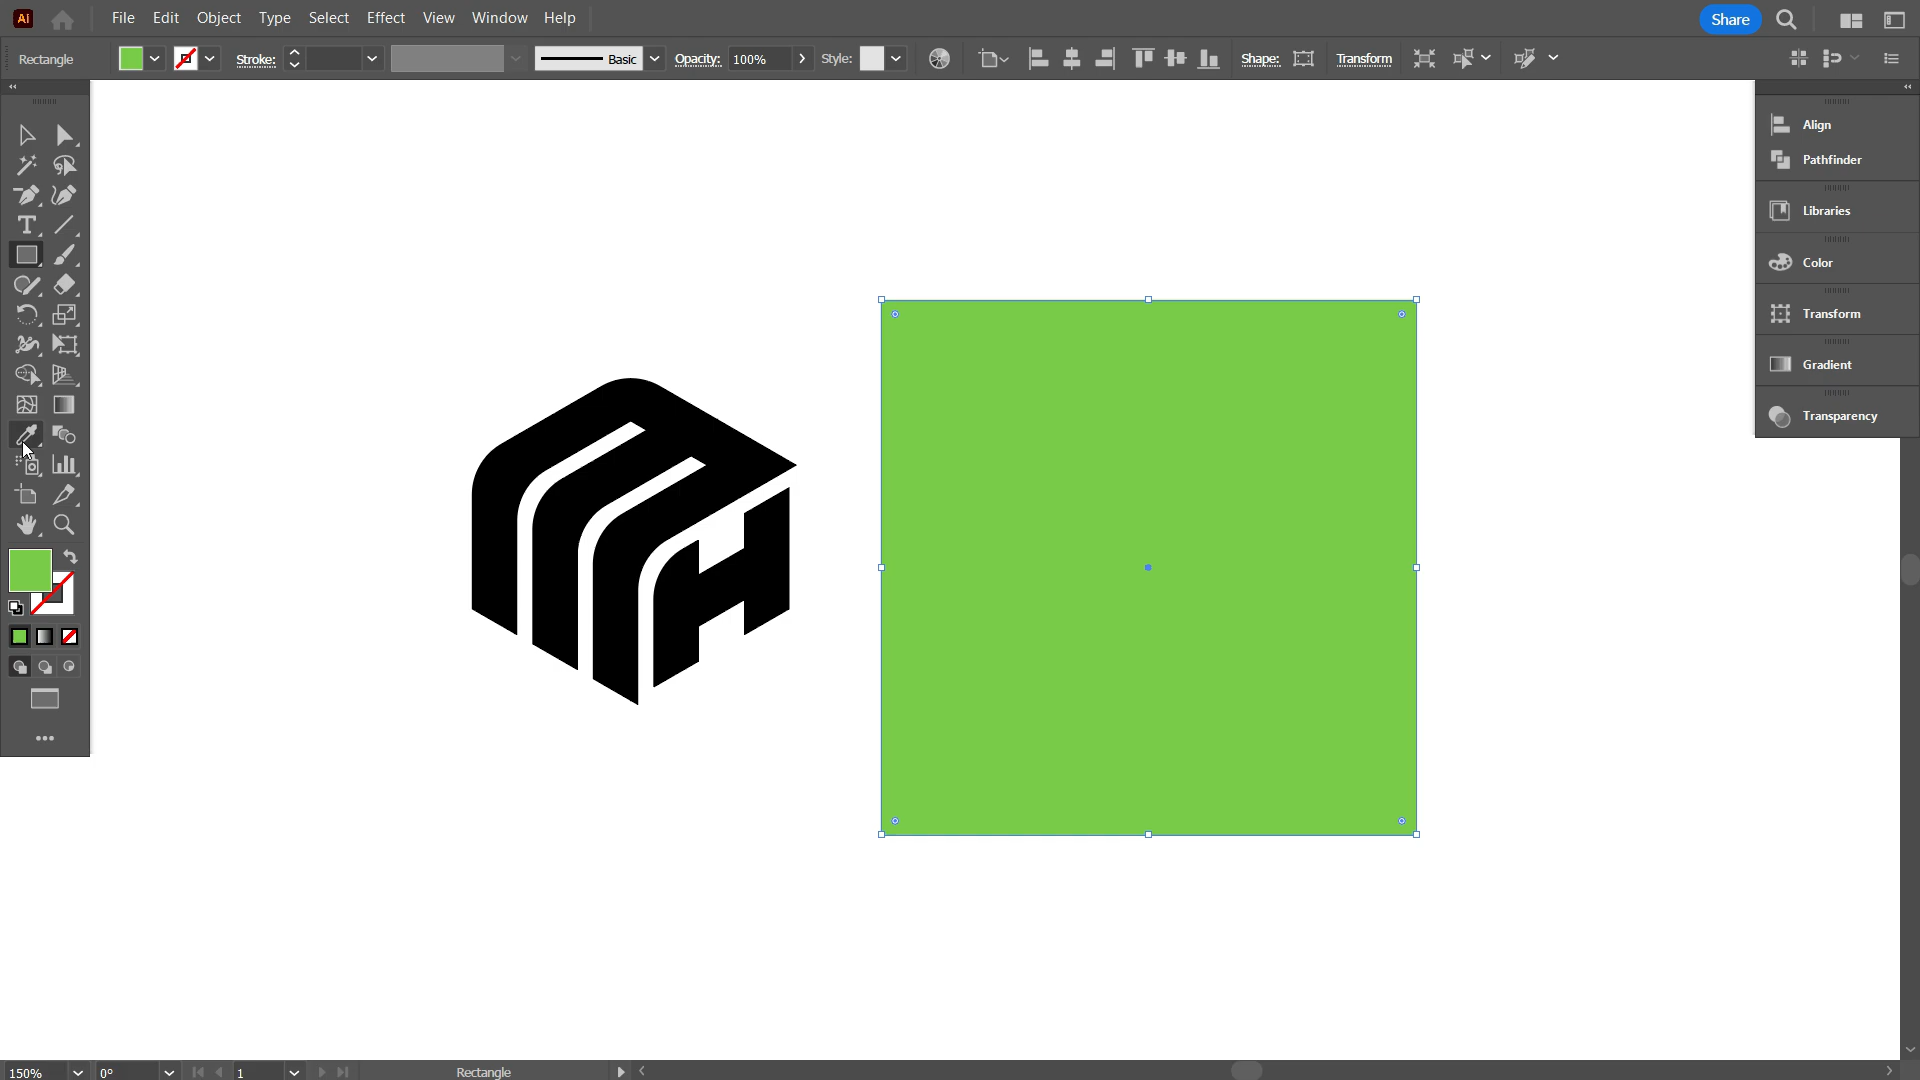 Ai File Edit Object Type Select Effect View Window Help Share
Rectangle Stroke: Basic Opacity: 100% Style: Shape: Transform
Align
Pathfinder
Libraries
Color
Transform
Gradient
Transparency
150% 0° 1 Rectangle